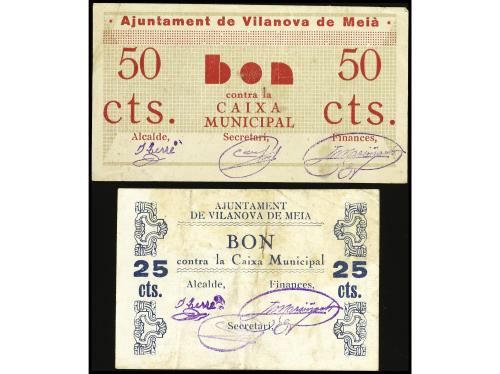 · Ajuntament de Vilanova de Meià ·
50 bon 50
cts. contra la cts.
CAIXA
MUNICIPAL
Alcalde, Secretari, Finances,
AJUNTAMENT
DE VILANOVA DE MEIA
BON
25 contra la Caixa Municipal 25
cts. Alcalde, Finances, cts.
Secretari,